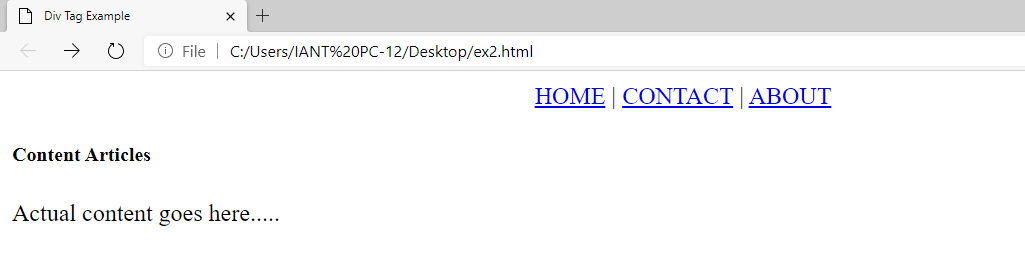 Div Tag Example
File | C:/Users/IANT%20PC-12/Desktop/ex2.html
HOME | CONTACT | ABOUT
Content Articles
Actual content goes here.....